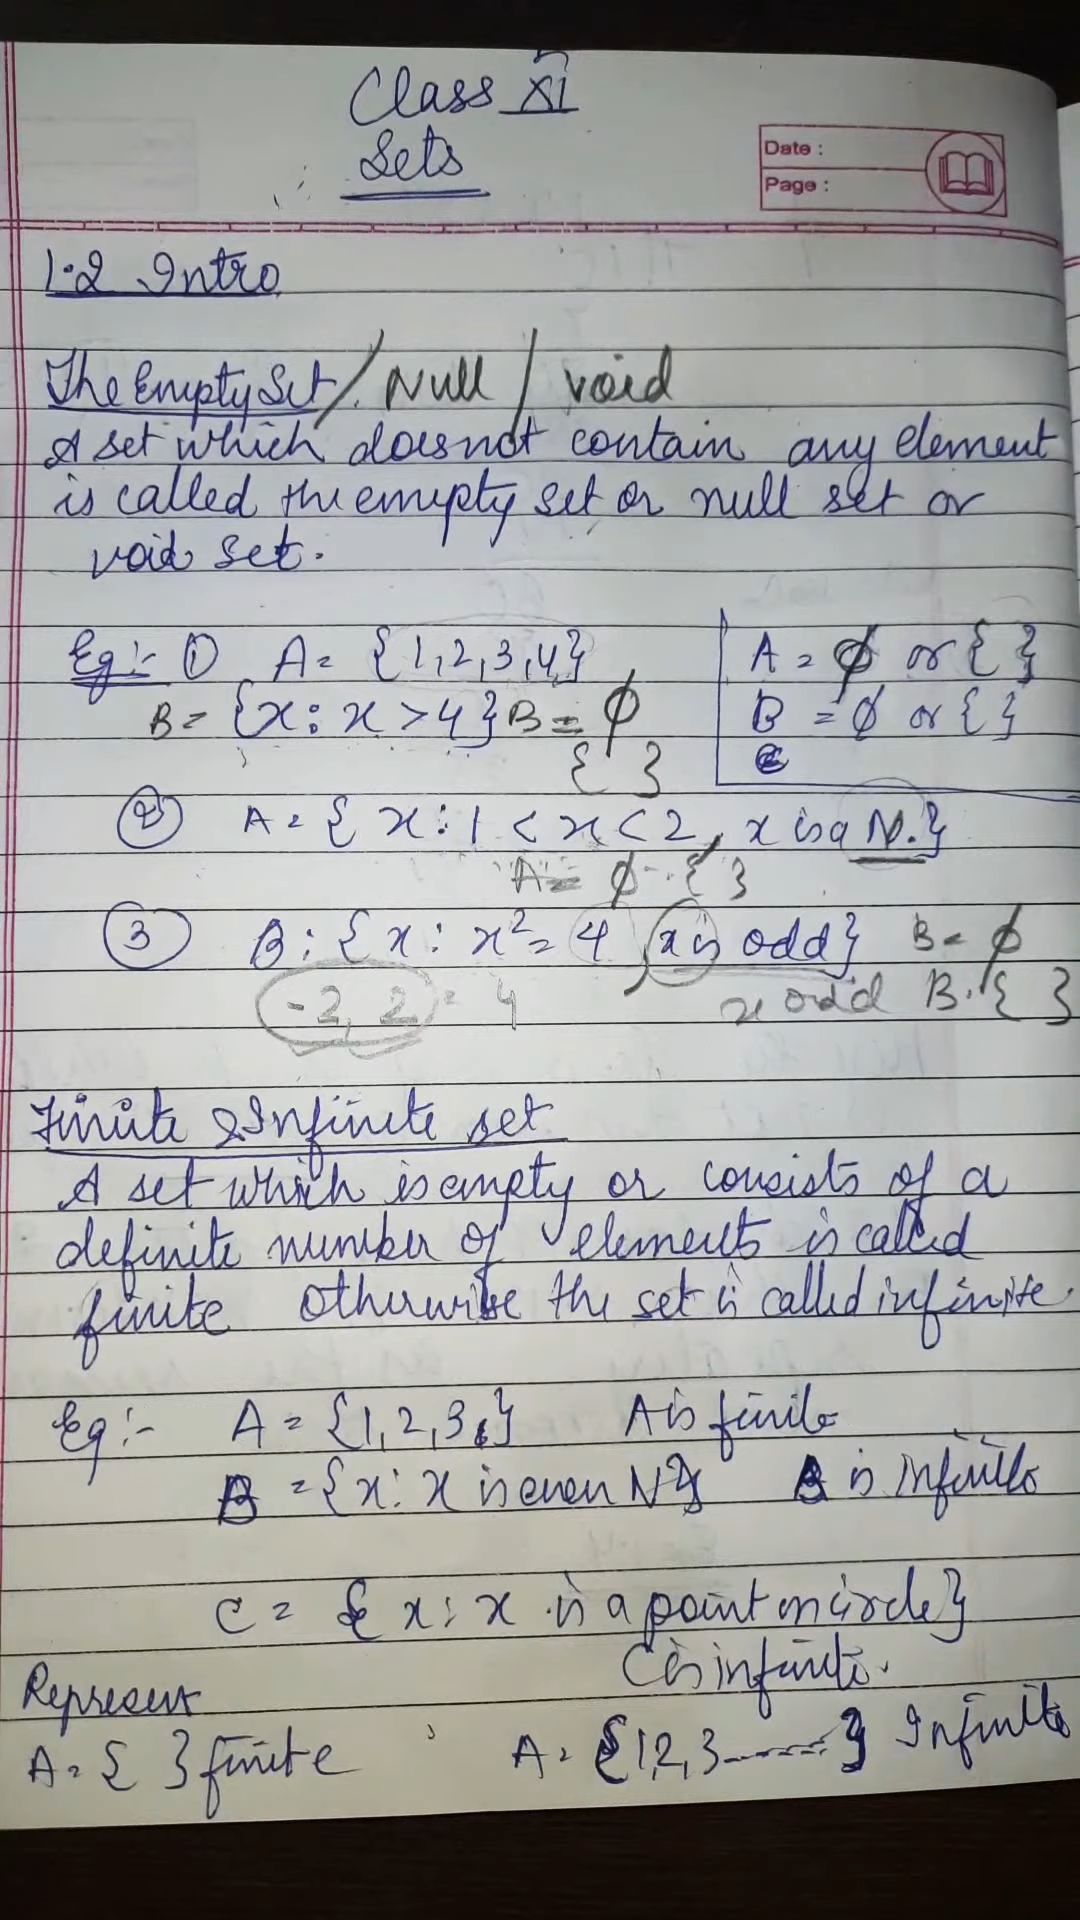 Class XI
Sets
Date :
Page :
1.2 Intro
The Empty Set / Null / void
A set which does not contain any element
is called the empty set or null set or
void set.
Eg:- ① A = {1,2,3,4,}
A = ϕ or { }
B = {x : x > 4} B = ϕ
B = ϕ or { }
{ }
② A = { x : 1 < x < 2, x is a N.}
A = ϕ { }
③ B : { x : x² = 4, x is odd} B = ϕ
-2, 2 = 4 x odd B. { }
Finite & Infinite set
A set which is empty or consists of a
definite number of elements is called
finite otherwise the set is called infinite.
Eg:- A = {1,2,3,} A is finite
B = {x : x is even N} B is infinite
C = { x : x is a point on circle}
C is infinite.
Represent
A = { } finite , A = {1,2,3------} Infinite